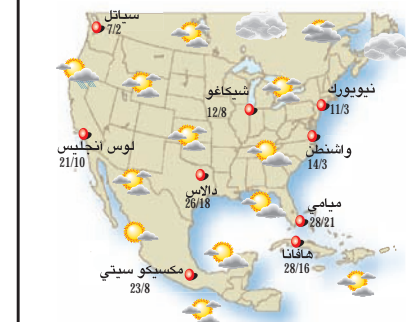 سياتل
7/2
شيكاغو
12/8
نيويورك
11/3
لوس انجليس
21/10
واشنطن
14/3
دالاس
26/18
ميامي
28/21
هافانا
28/16
مكسيكو سيتي
23/8